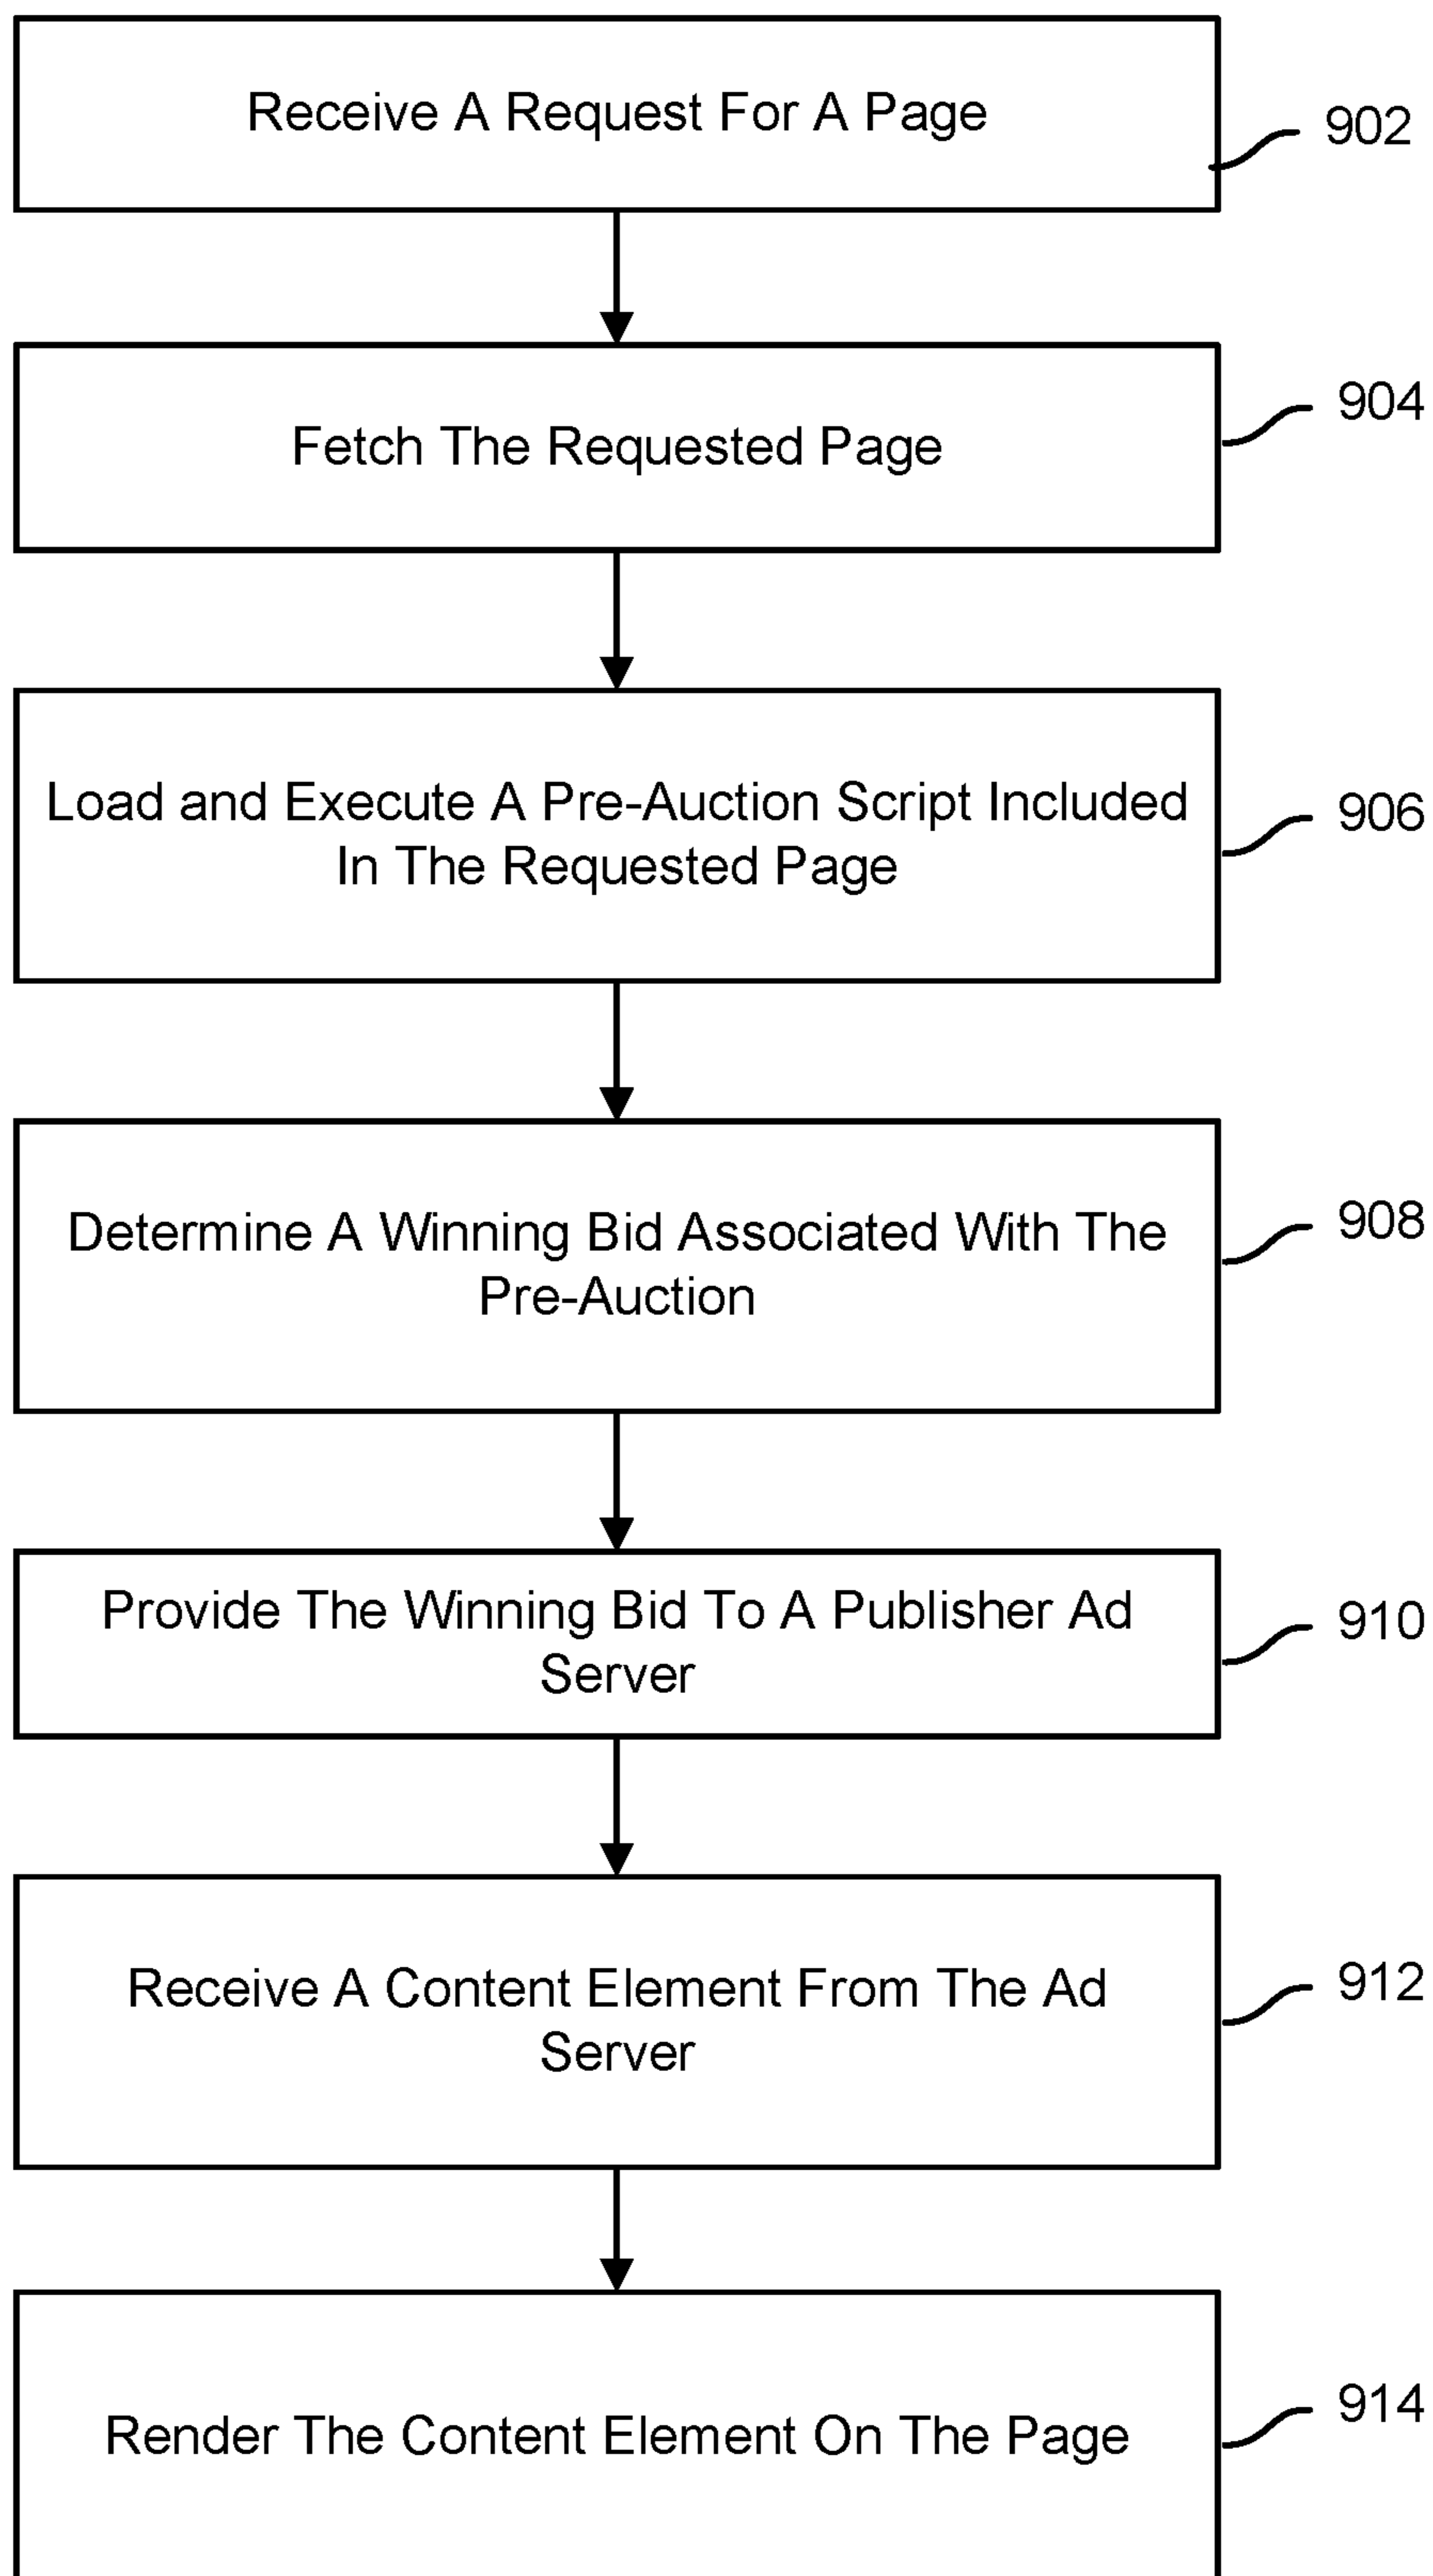 Receive A Request For A Page
902
Fetch The Requested Page
904
Load and Execute A Pre-Auction Script Included
In The Requested Page
906
Determine A Winning Bid Associated With The
Pre-Auction
908
Provide The Winning Bid To A Publisher Ad
Server
910
Receive A Content Element From The Ad
Server
912
Render The Content Element On The Page
914